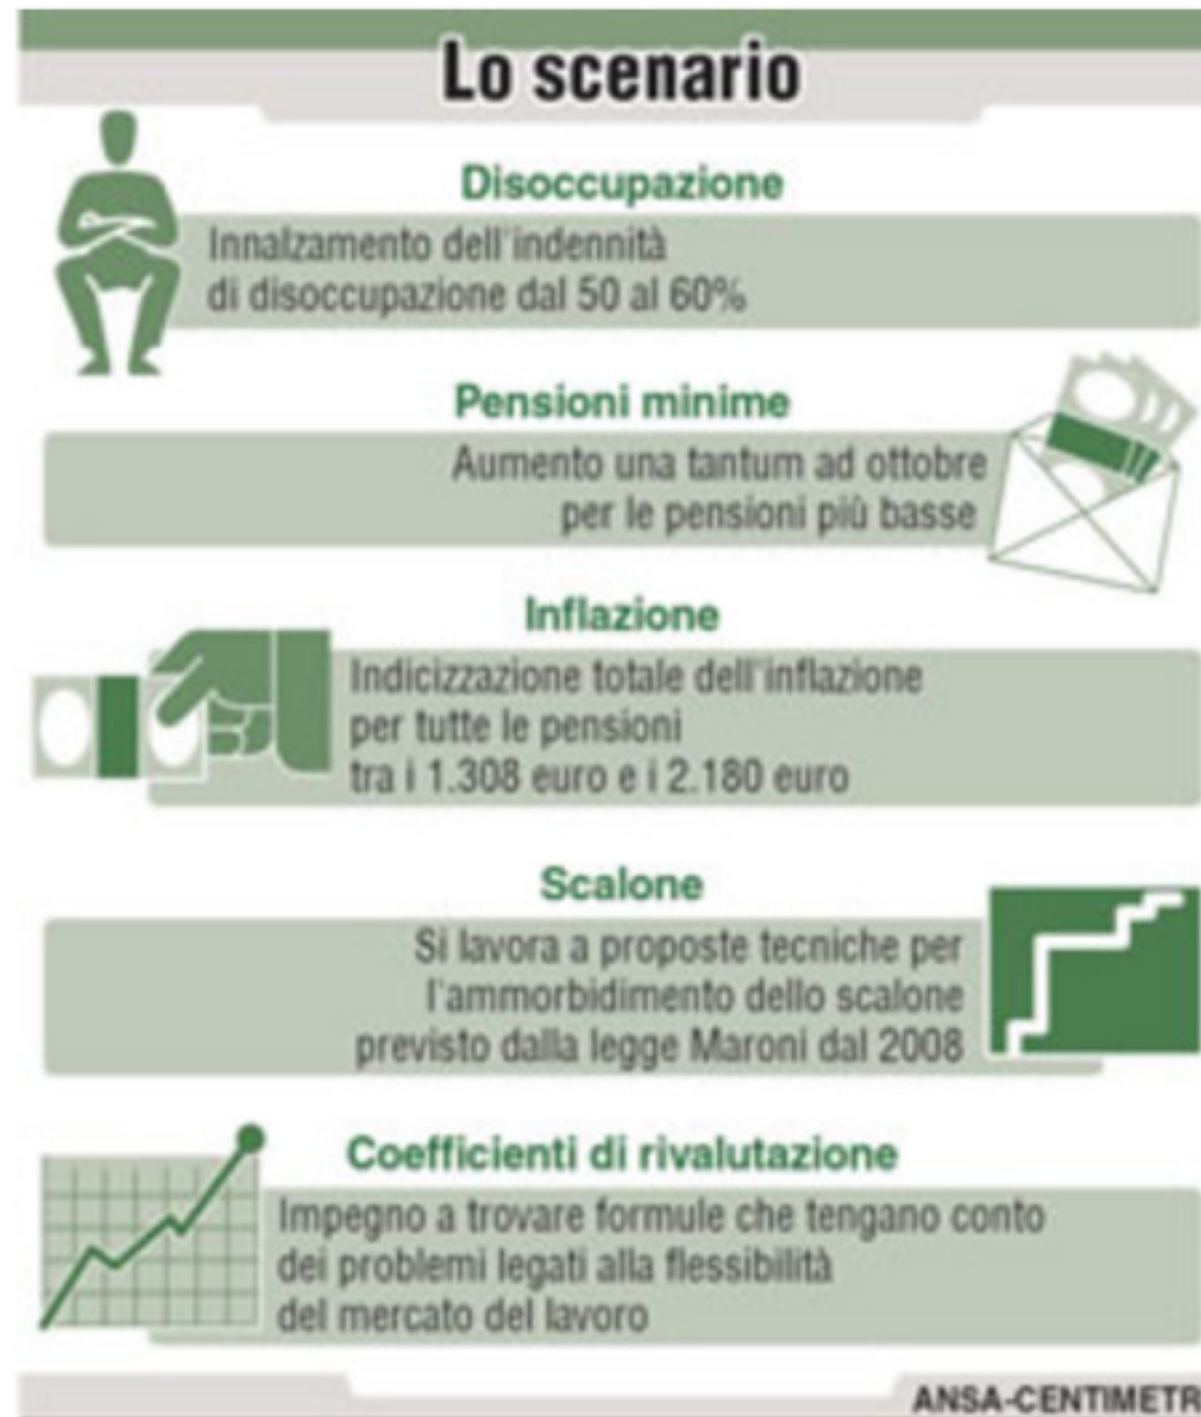 Lo scenario
Disoccupazione
Innalzamento dell'indennità
di disoccupazione dal 50 al 60%
Pensioni minime
Aumento una tantum ad ottobre
per le pensioni più basse
Inflazione
Indicizzazione totale dell'inflazione
per tutte le pensioni
tra i 1.308 euro e i 2.180 euro
Scalone
Si lavora a proposte tecniche per
l'ammorbidimento dello scalone
previsto dalla legge Maroni dal 2008
Coefficienti di rivalutazione
Impegno a trovare formule che tengano conto
dei problemi legati alla flessibilità
del mercato del lavoro
ANSA-CENTIMETR